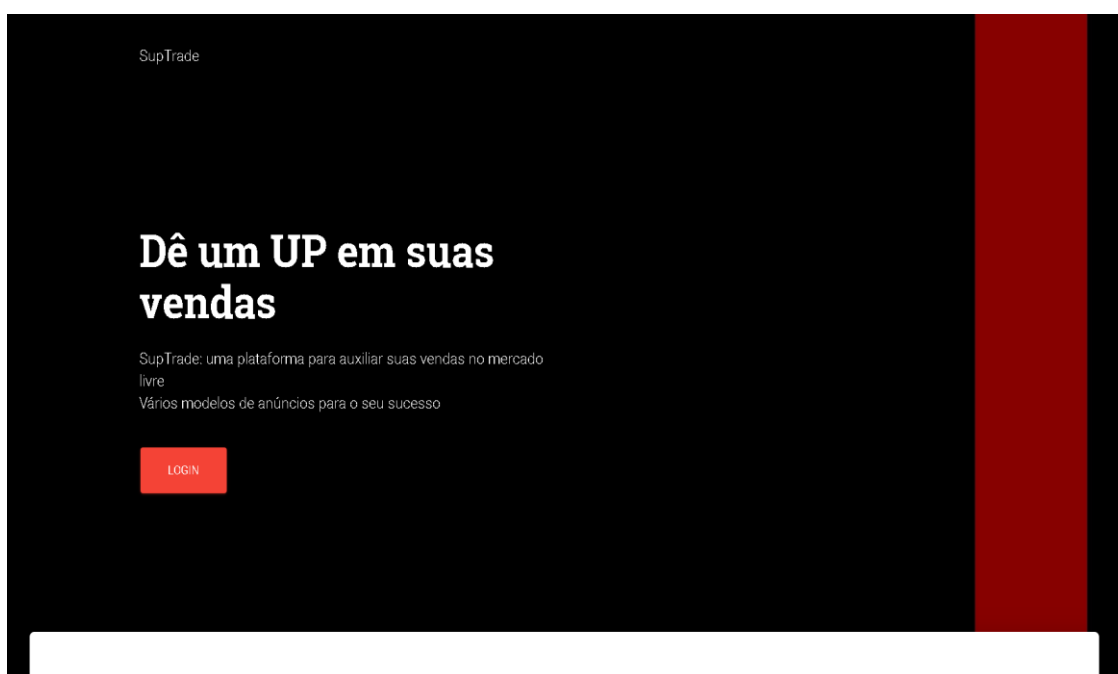 SupTrade
Dê um UP em suas
vendas
SupTrade: uma plataforma para auxiliar suas vendas no mercado
livre
Vários modelos de anúncios para o seu sucesso
LOGIN